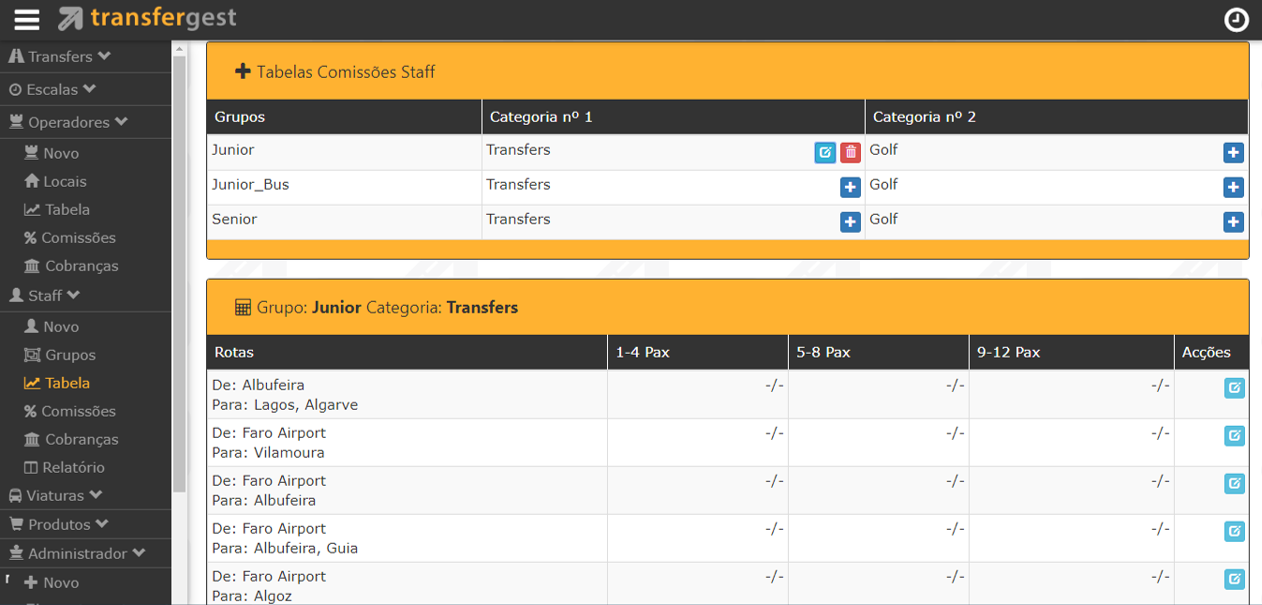 transfergest
Transfers
Escalas
Operadores
Novo
Locais
Tabela
% Comissões
Cobranças
Staff
Novo
Grupos
Tabela
% Comissões
Cobranças
Relatório
Viaturas
Produtos
Administrador
Novo
Tabelas Comissões Staff
Grupos Categoria nº 1 Categoria nº 2
Junior Transfers Golf
Junior_Bus Transfers Golf
Senior Transfers Golf
Grupo: Junior Categoria: Transfers
Rotas 1-4 Pax 5-8 Pax 9-12 Pax Acções
De: Albufeira -/- -/- -/-
Para: Lagos, Algarve
De: Faro Airport -/- -/- -/-
Para: Vilamoura
De: Faro Airport -/- -/- -/-
Para: Albufeira
De: Faro Airport -/- -/- -/-
Para: Albufeira, Guia
De: Faro Airport -/- -/- -/-
Para: Algoz